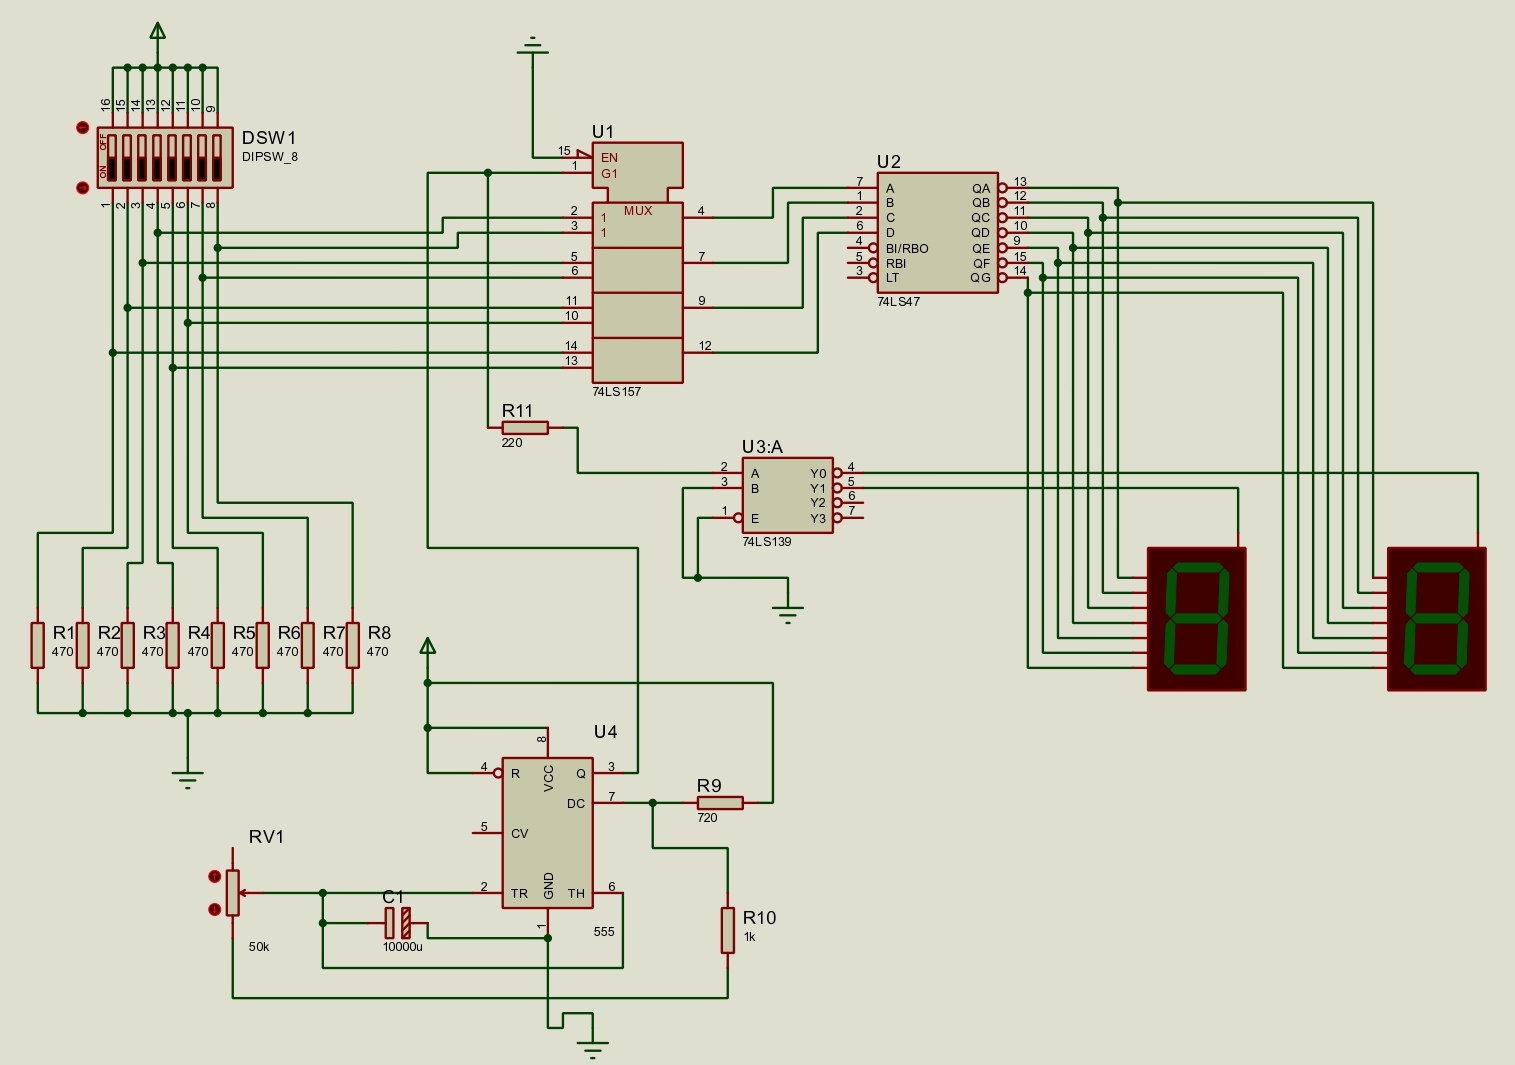 16 15 14 13 12 11 10 9
OFF
ON
DSW1
DIPSW_8
1 2 3 4 5 6 7 8
U1
15 EN
1 G1
MUX
2 1 4
3 1
5 7
6
11 9
10
14 12
13
74LS157
U2
7 A QA 13
1 B QB 12
2 C QC 11
6 D QD 10
4 BI/RBO QE 9
5 RBI QF 15
3 LT QG 14
74LS47
R11
220
U3:A
2 A Y0 4
3 B Y1 5
Y2 6
1 E Y3 7
74LS139
R1 R2 R3 R4 R5 R6 R7 R8
470 470 470 470 470 470 470 470
U4
8
4 R VCC Q 3
DC 7
5 CV
2 TR GND TH 6
1
555
R9
720
RV1
50k
C1
10000u
R10
1k